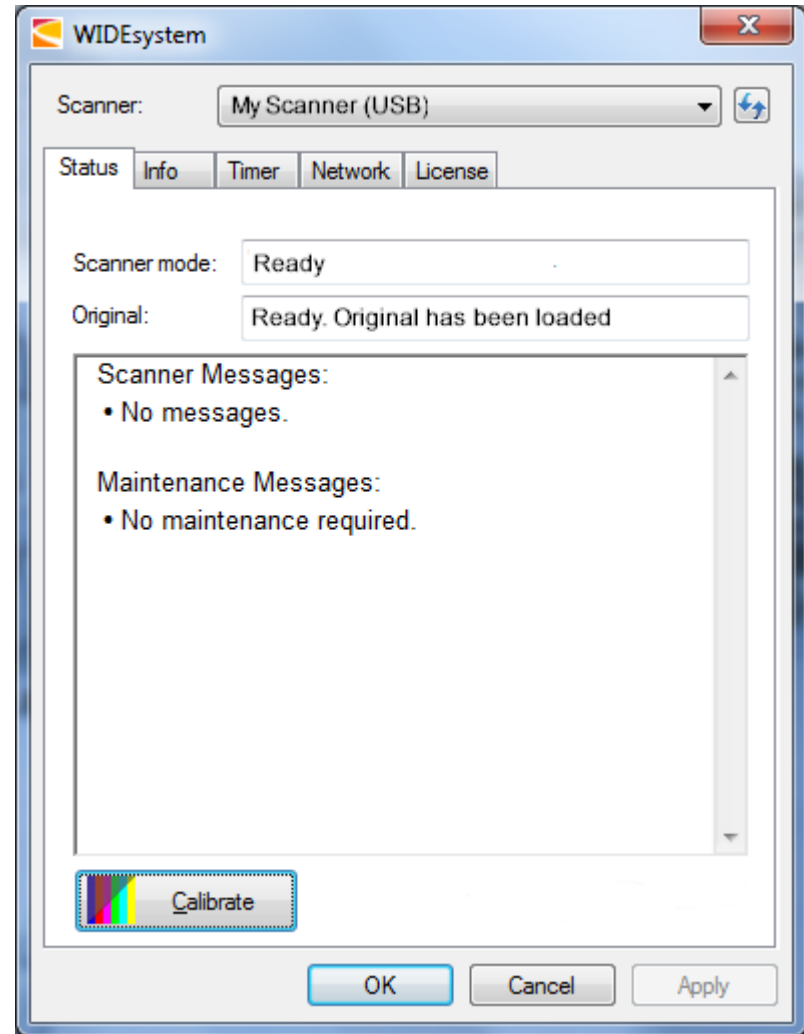 WIDEsystem
Scanner: My Scanner (USB)
Status Info Timer Network License
Scanner mode: Ready
Original: Ready. Original has been loaded
Scanner Messages:
• No messages.
Maintenance Messages:
• No maintenance required.
Calibrate
OK Cancel Apply